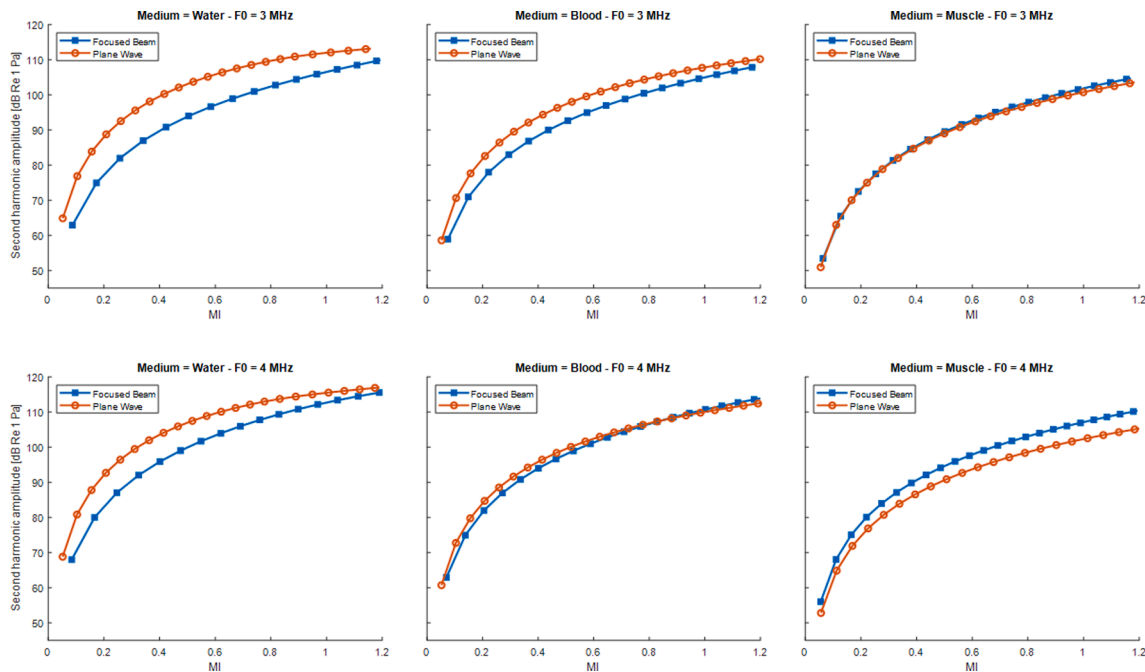 Medium = Water - F0 = 3 MHz
Focused Beam
Plane Wave
Second harmonic amplitude [dB Re 1 Pa]
120
110
100
90
80
70
60
50
0
0.2
0.4
0.6
0.8
1
1.2
MI
Medium = Blood - F0 = 3 MHz
Focused Beam
Plane Wave
0
0.2
0.4
0.6
0.8
1
1.2
MI
Medium = Muscle - F0 = 3 MHz
Focused Beam
Plane Wave
0
0.2
0.4
0.6
0.8
1
1.2
MI
Medium = Water - F0 = 4 MHz
Focused Beam
Plane Wave
Second harmonic amplitude [dB Re 1 Pa]
120
110
100
90
80
70
60
50
0
0.2
0.4
0.6
0.8
1
1.2
MI
Medium = Blood - F0 = 4 MHz
Focused Beam
Plane Wave
0
0.2
0.4
0.6
0.8
1
1.2
MI
Medium = Muscle - F0 = 4 MHz
Focused Beam
Plane Wave
0
0.2
0.4
0.6
0.8
1
1.2
MI